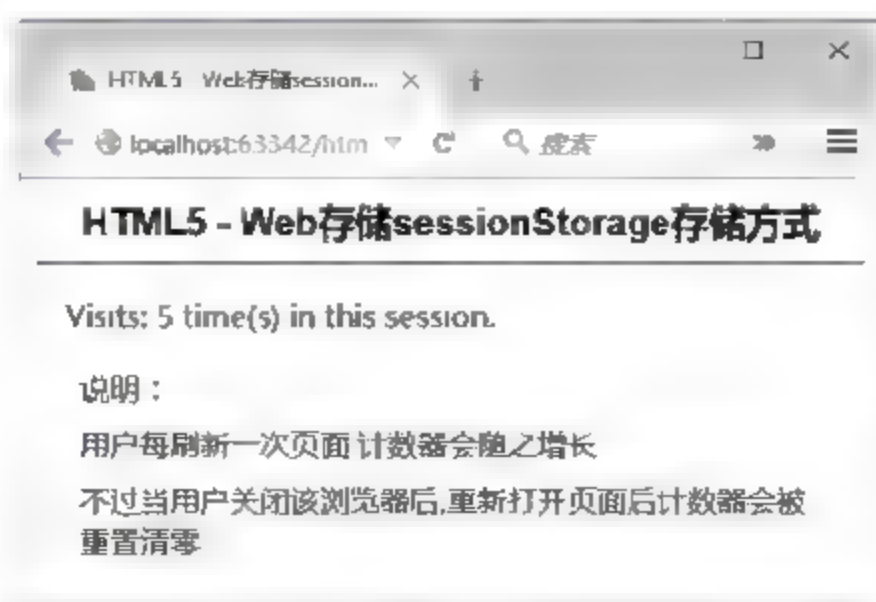 HTML5 - Web存储session...
localhost:63342/htm
搜索
HTML5 - Web存储sessionStorage存储方式
Visits: 5 time(s) in this session.
说明：
用户每刷新一次页面 计数器会随之增长
不过当用户关闭该浏览器后,重新打开页面后计数器会被
重置清零